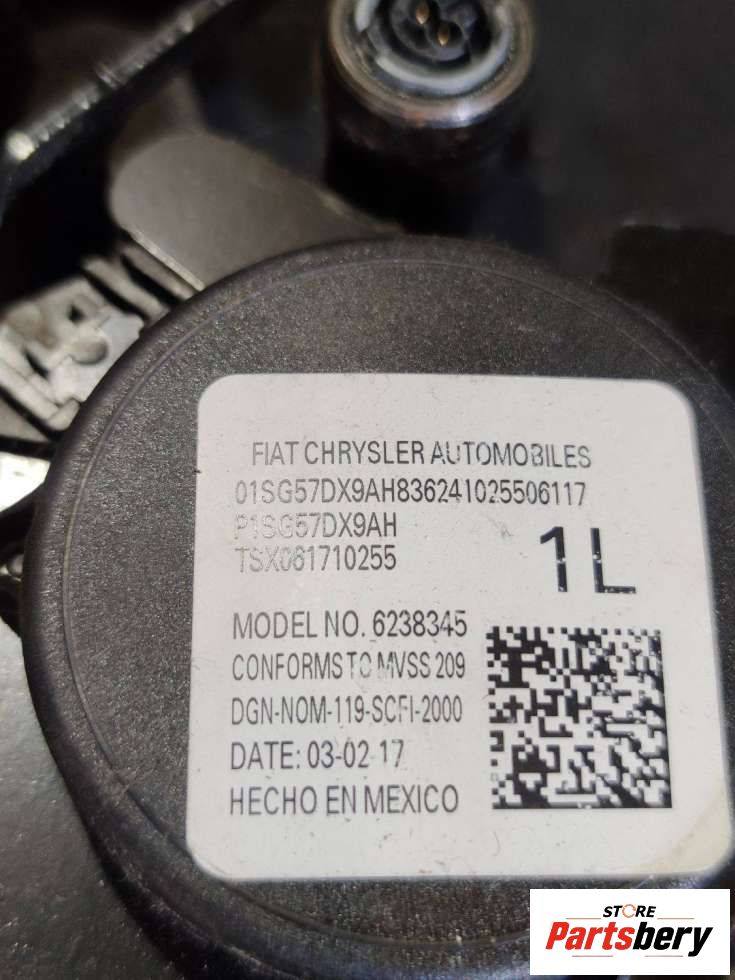 FIAT CHRYSLER AUTOMOBILES
01SG57DX9AH836241025506117
P1SG57DX9AH
TSX061710255
1L
MODEL NO. 6238345
CONFORMS TO MVSS 209
DGN-NOM-119-SCFI-2000
DATE: 03-02 17
HECHO EN MEXICO
STORE
Partsbery